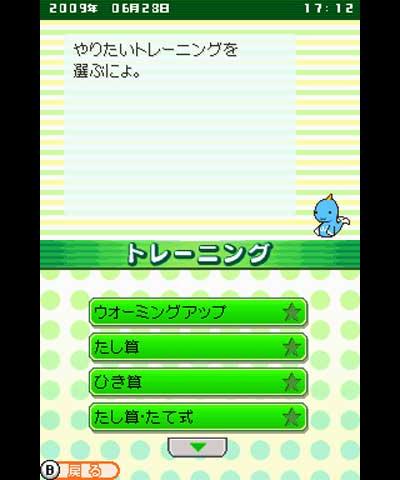 2009年 06月28日 17:12
やりたいトレーニングを
選ぶにょ。
トレーニング
ウオーミングアップ
たし算
ひき算
たし算・たて式
B 戻る